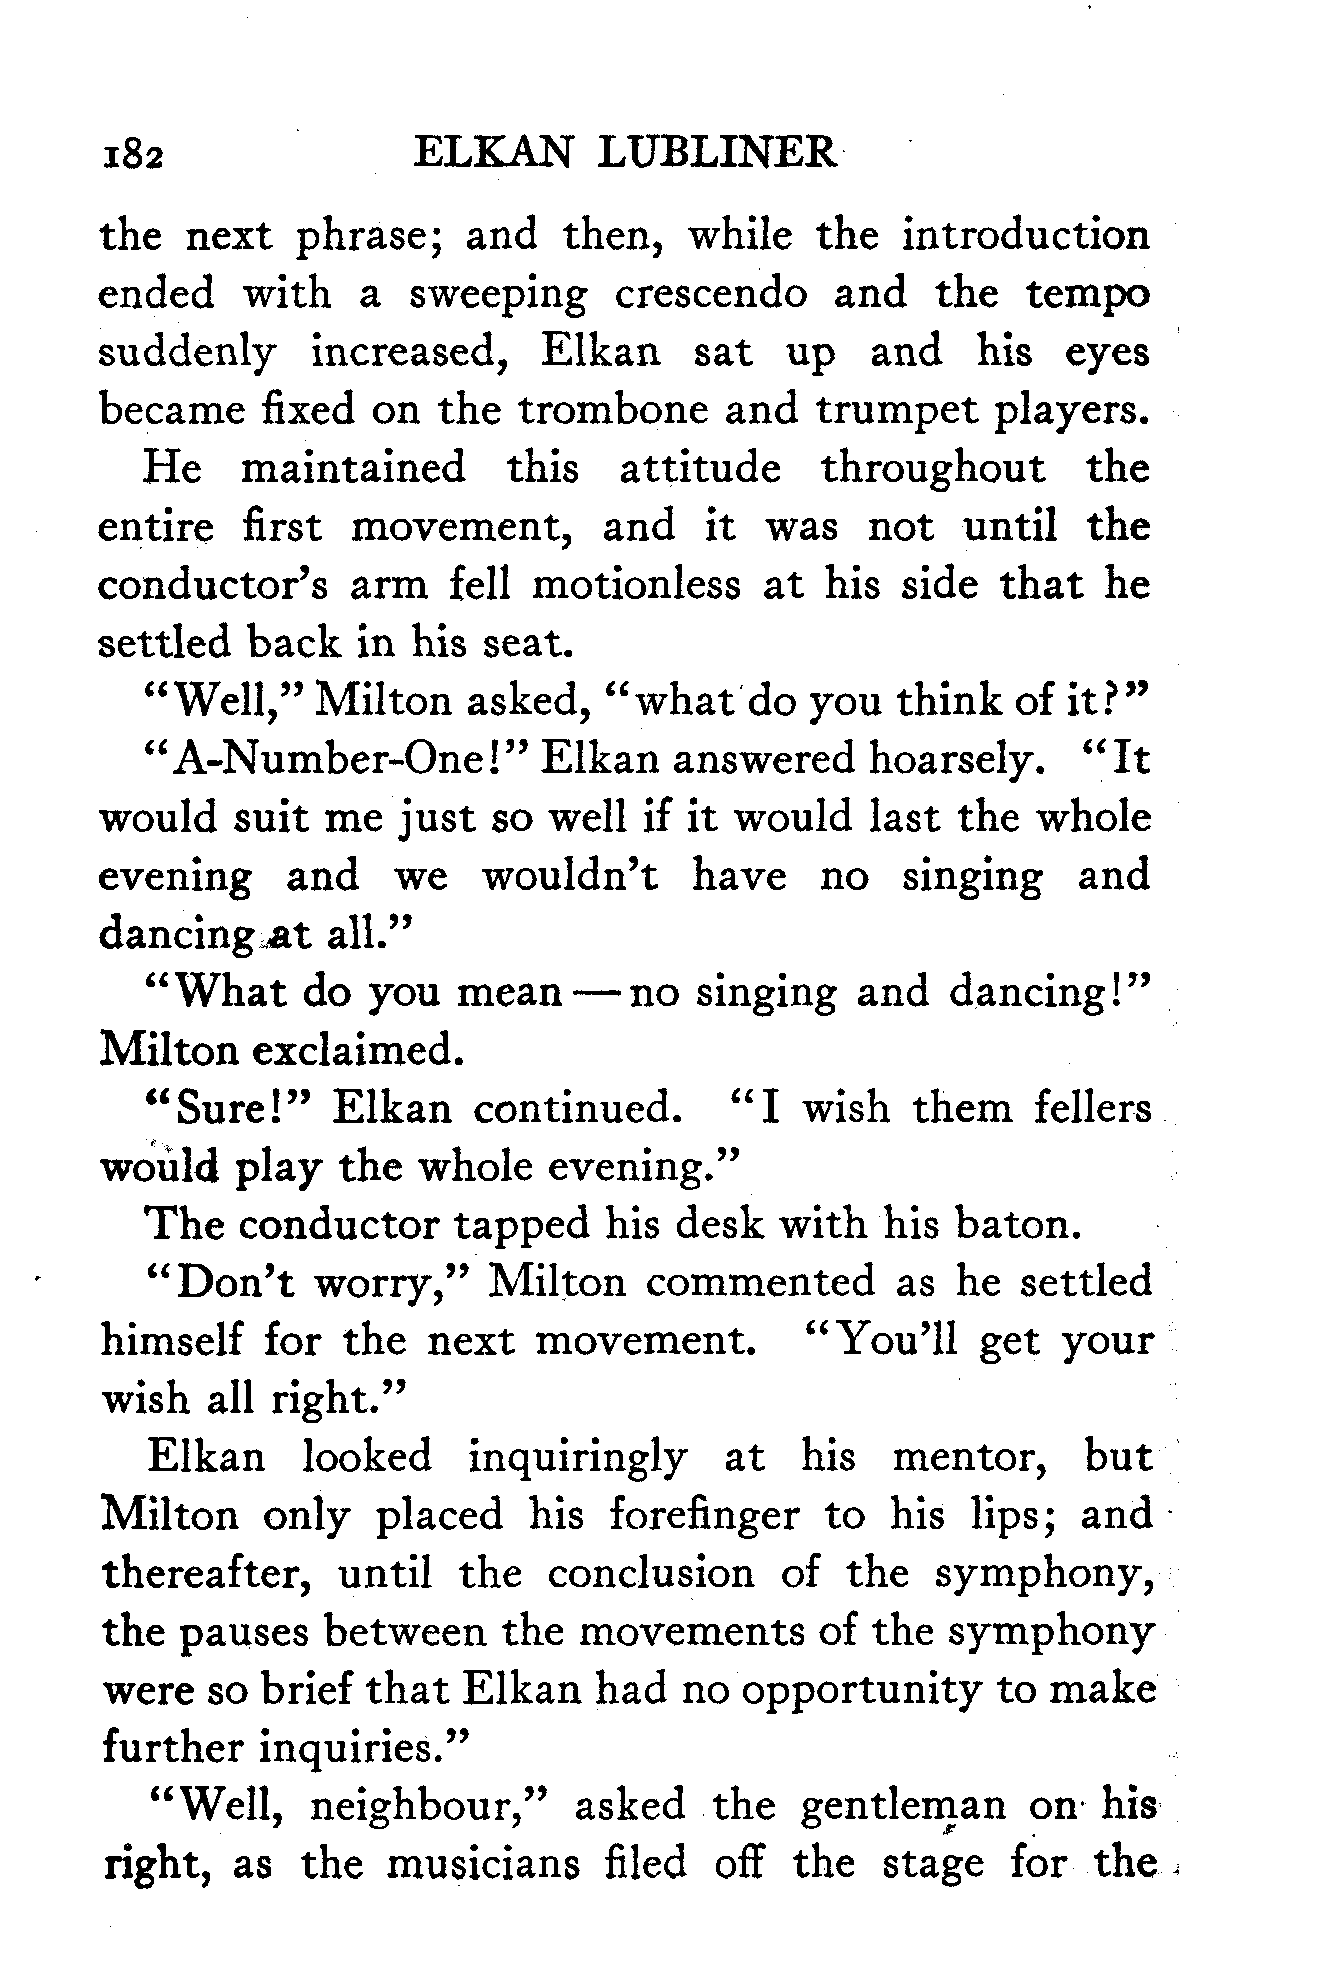 182 ELKAN LUBLINER
the next phrase; and then, while the introduction
ended with a sweeping crescendo and the tempo
suddenly increased, Elkan sat up and his eyes
became fixed on the trombone and trumpet players.
He maintained this attitude throughout the
entire first movement, and it was not until the
conductor's arm fell motionless at his side that he
settled back in his seat.
“Well,” Milton asked, “what do you think of it?”
“A-Number-One!” Elkan answered hoarsely. “It
would suit me just so well if it would last the whole
evening and we wouldn't have no singing and
dancing at all.”
“What do you mean — no singing and dancing!”
Milton exclaimed.
“Sure!” Elkan continued. “I wish them fellers
would play the whole evening.”
The conductor tapped his desk with his baton.
“Don't worry,” Milton commented as he settled
himself for the next movement. “You'll get your
wish all right.”
Elkan looked inquiringly at his mentor, but
Milton only placed his forefinger to his lips; and
thereafter, until the conclusion of the symphony,
the pauses between the movements of the symphony
were so brief that Elkan had no opportunity to make
further inquiries.”
“Well, neighbour,” asked the gentleman on his
right, as the musicians filed off the stage for the